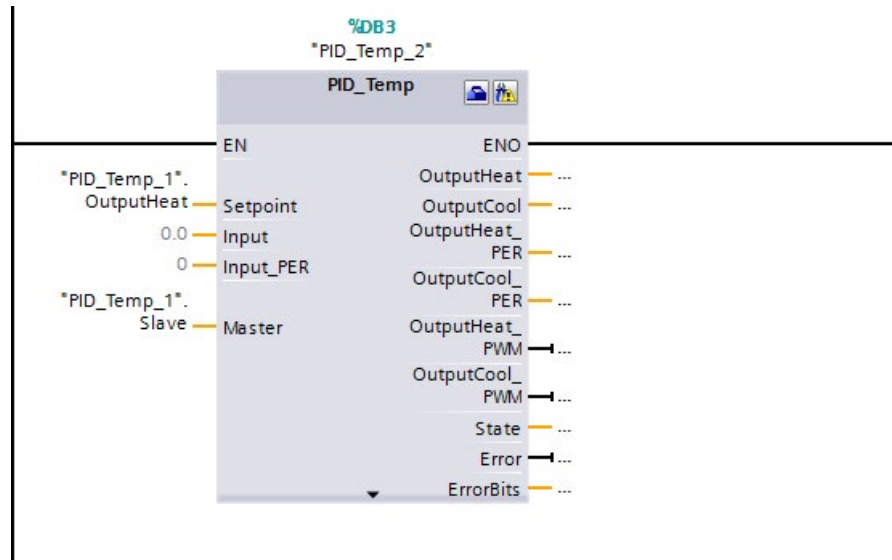 %DB3
"PID_Temp_2"
PID_Temp
EN ENO
"PID_Temp_1".
OutputHeat Setpoint OutputHeat ...
0.0 Input OutputCool ...
0 Input_PER OutputHeat_
PER ...
OutputCool_
PER ...
"PID_Temp_1".
Slave Master OutputHeat_
PWM ...
OutputCool_
PWM ...
State ...
Error ...
ErrorBits ...